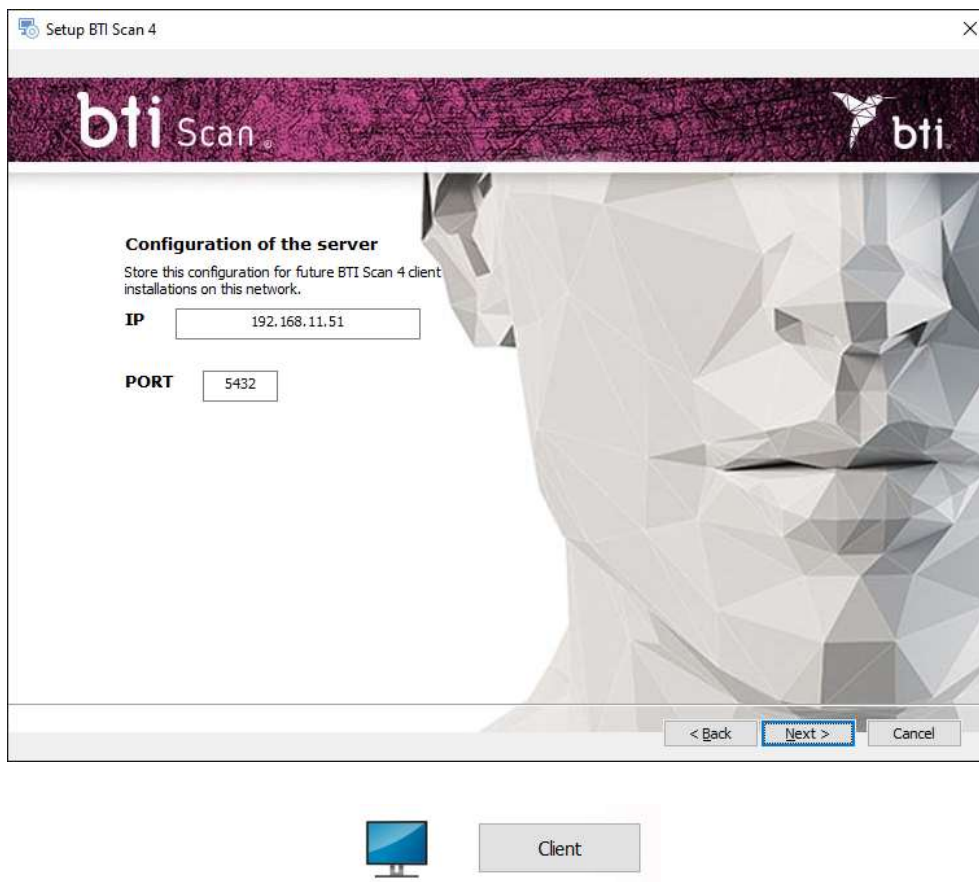 Setup BTI Scan 4
bti Scan®
bti
Configuration of the server
Store this configuration for future BTI Scan 4 client
installations on this network.
IP 192.168.11.51
PORT 5432
< Back Next > Cancel
Client